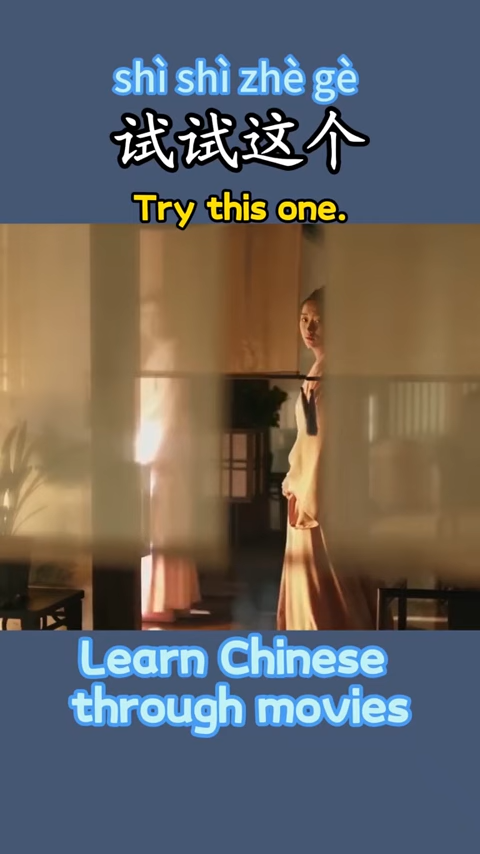 shì shì zhè gè
试试这个
Try this one.
Learn Chinese
through movies